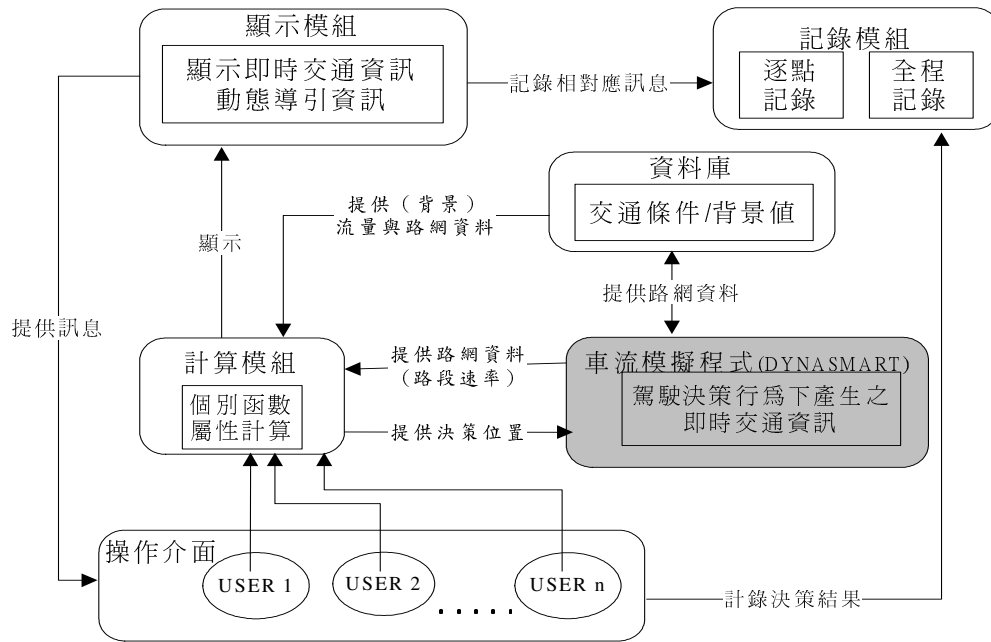 顯示模組
顯示即時交通資訊
動態導引資訊
記錄相對應訊息
記錄模組
逐點
記錄
全程
記錄
資料庫
交通條件/背景值
提供（背景）
流量與路網資料
顯示
提供路網資料
提供訊息
計算模組
個別函數
屬性計算
提供路網資料
(路段速率)
提供決策位置
車流模擬程式(DYNASMART)
駕駛決策行為下產生之
即時交通資訊
操作介面
USER 1
USER 2
.....
USER n
計錄決策結果